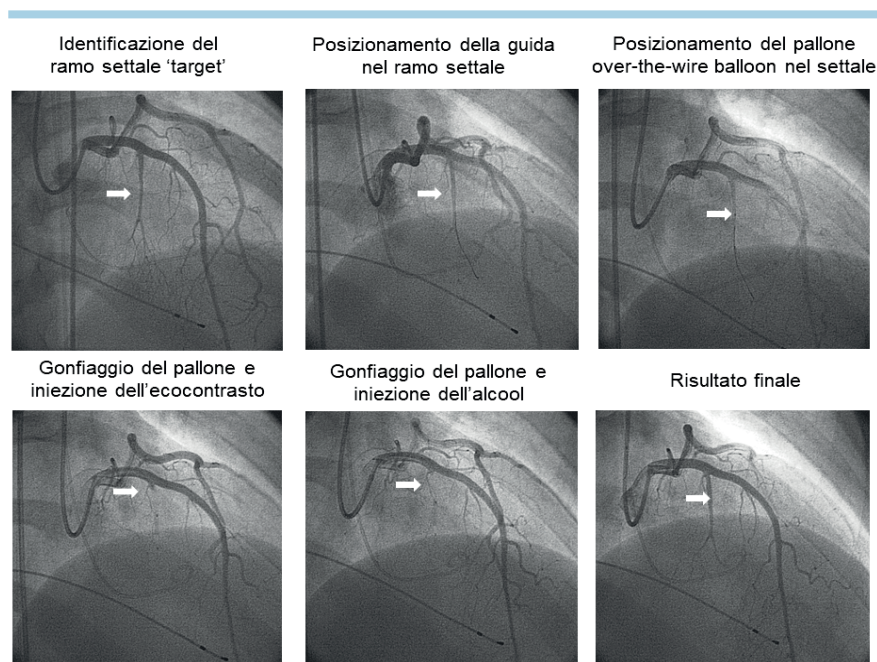 Identificazione del
ramo settale ‘target’
Posizionamento della guida
nel ramo settale
Posizionamento del pallone
over-the-wire balloon nel settale
Gonfiaggio del pallone e
iniezione dell’ecocontrasto
Gonfiaggio del pallone e
iniezione dell’alcool
Risultato finale